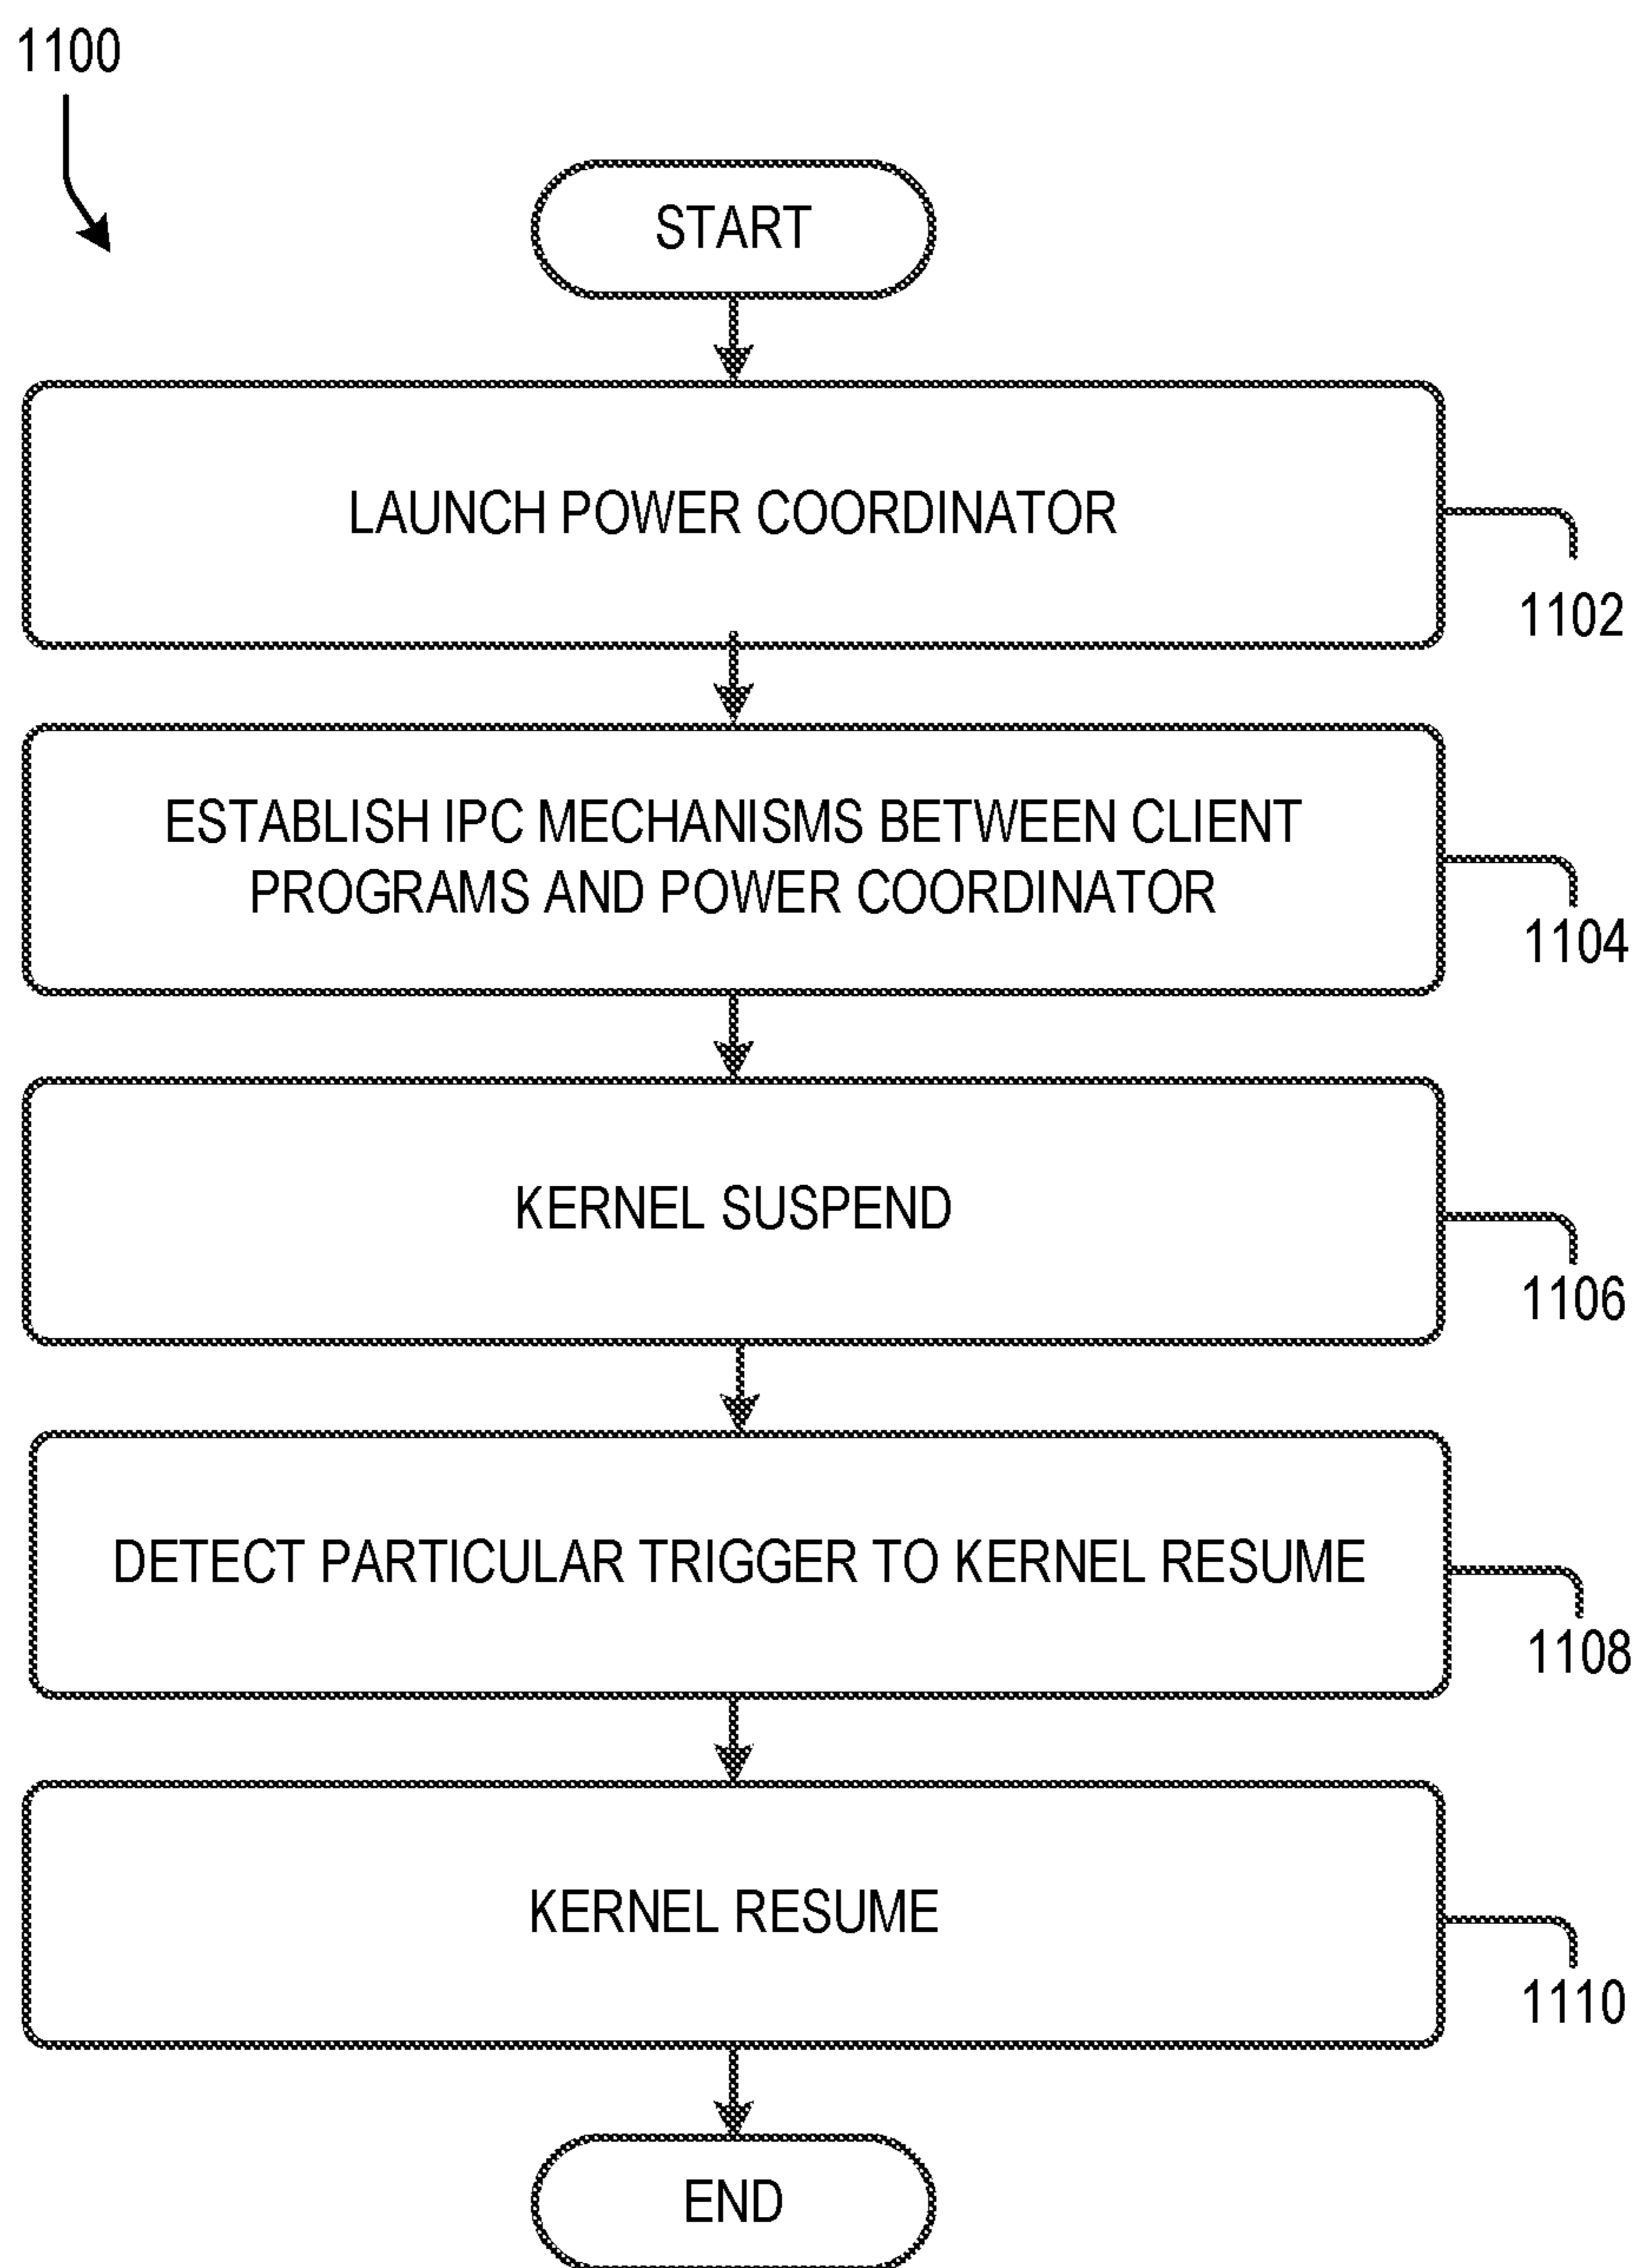 1100
START
LAUNCH POWER COORDINATOR
1102
ESTABLISH IPC MECHANISMS BETWEEN CLIENT
PROGRAMS AND POWER COORDINATOR
1104
KERNEL SUSPEND
1106
DETECT PARTICULAR TRIGGER TO KERNEL RESUME
1108
KERNEL RESUME
1110
END